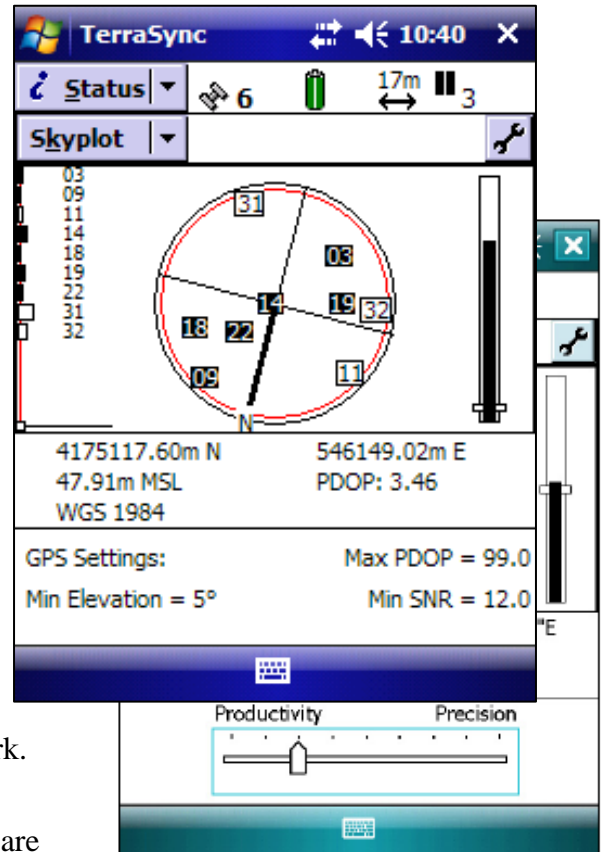 TerraSync 10:40
Status 6 17m 3
Skyplot
03
09
11
14
18
19
22
31
32
31
03
14
19
32
18
22
09
11
N
4175117.60m N 546149.02m E
47.91m MSL PDOP: 3.46
WGS 1984
GPS Settings: Max PDOP = 99.0
Min Elevation = 5° Min SNR = 12.0
"E
Productivity Precision
rk.
are